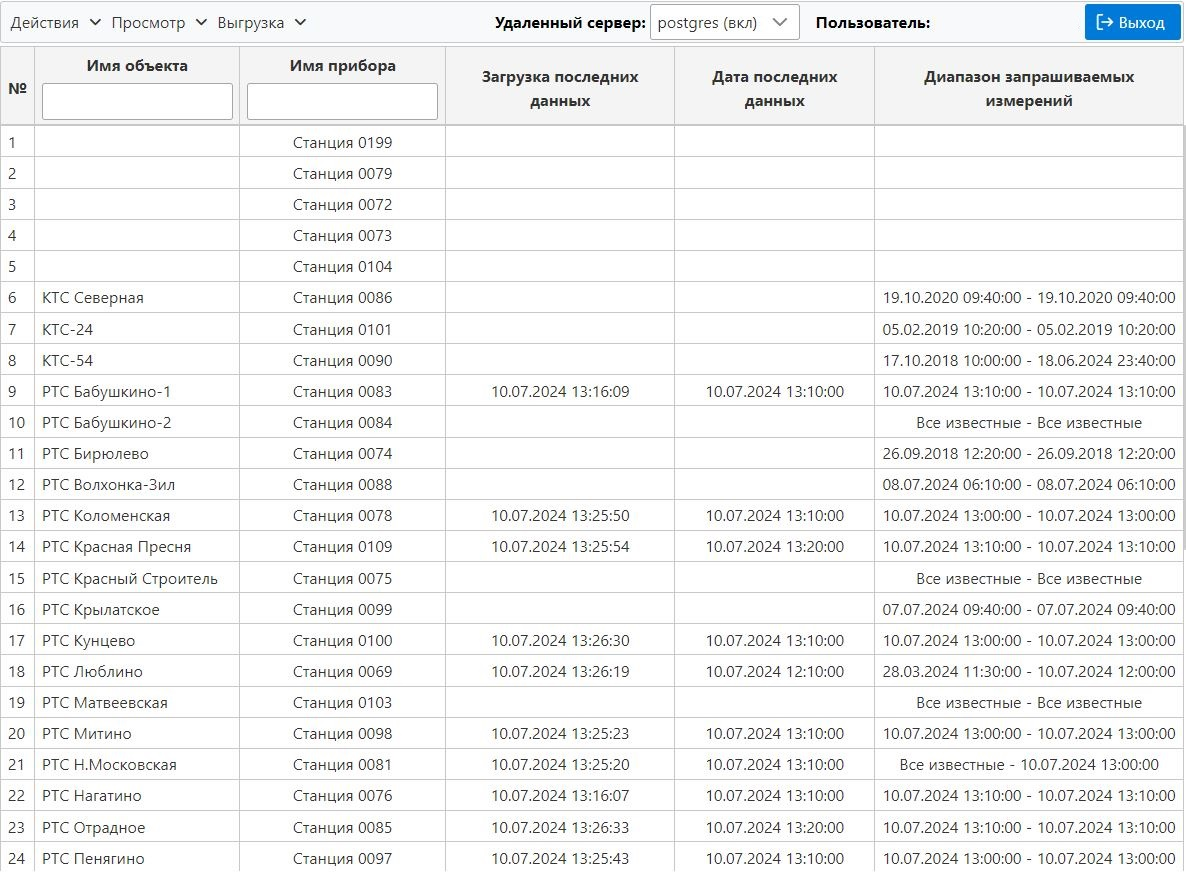 Действия Просмотр Выгрузка Удаленный сервер: postgres (вкл) Пользователь: Выход
№ Имя объекта Имя прибора Загрузка последних данных Дата последних данных Диапазон запрашиваемых измерений
1 Станция 0199
2 Станция 0079
3 Станция 0072
4 Станция 0073
5 Станция 0104
6 КТС Северная Станция 0086 19.10.2020 09:40:00 - 19.10.2020 09:40:00
7 КТС-24 Станция 0101 05.02.2019 10:20:00 - 05.02.2019 10:20:00
8 КТС-54 Станция 0090 17.10.2018 10:00:00 - 18.06.2024 23:40:00
9 РТС Бабушкино-1 Станция 0083 10.07.2024 13:16:09 10.07.2024 13:10:00 10.07.2024 13:10:00 - 10.07.2024 13:10:00
10 РТС Бабушкино-2 Станция 0084 Все известные - Все известные
11 РТС Бирюлево Станция 0074 26.09.2018 12:20:00 - 26.09.2018 12:20:00
12 РТС Волхонка-Зил Станция 0088 08.07.2024 06:10:00 - 08.07.2024 06:10:00
13 РТС Коломенская Станция 0078 10.07.2024 13:25:50 10.07.2024 13:10:00 10.07.2024 13:00:00 - 10.07.2024 13:00:00
14 РТС Красная Пресня Станция 0109 10.07.2024 13:25:54 10.07.2024 13:20:00 10.07.2024 13:10:00 - 10.07.2024 13:10:00
15 РТС Красный Строитель Станция 0075 Все известные - Все известные
16 РТС Крылатское Станция 0099 07.07.2024 09:40:00 - 07.07.2024 09:40:00
17 РТС Кунцево Станция 0100 10.07.2024 13:26:30 10.07.2024 13:10:00 10.07.2024 13:00:00 - 10.07.2024 13:00:00
18 РТС Люблино Станция 0069 10.07.2024 13:26:19 10.07.2024 12:10:00 28.03.2024 11:30:00 - 10.07.2024 12:00:00
19 РТС Матвеевская Станция 0103 Все известные - Все известные
20 РТС Митино Станция 0098 10.07.2024 13:25:23 10.07.2024 13:10:00 10.07.2024 13:00:00 - 10.07.2024 13:00:00
21 РТС Н.Московская Станция 0081 10.07.2024 13:25:20 10.07.2024 13:10:00 Все известные - 10.07.2024 13:00:00
22 РТС Нагатино Станция 0076 10.07.2024 13:16:07 10.07.2024 13:10:00 10.07.2024 13:10:00 - 10.07.2024 13:10:00
23 РТС Отрадное Станция 0085 10.07.2024 13:26:33 10.07.2024 13:20:00 10.07.2024 13:10:00 - 10.07.2024 13:10:00
24 РТС Пенягино Станция 0097 10.07.2024 13:25:43 10.07.2024 13:10:00 10.07.2024 13:00:00 - 10.07.2024 13:00:00